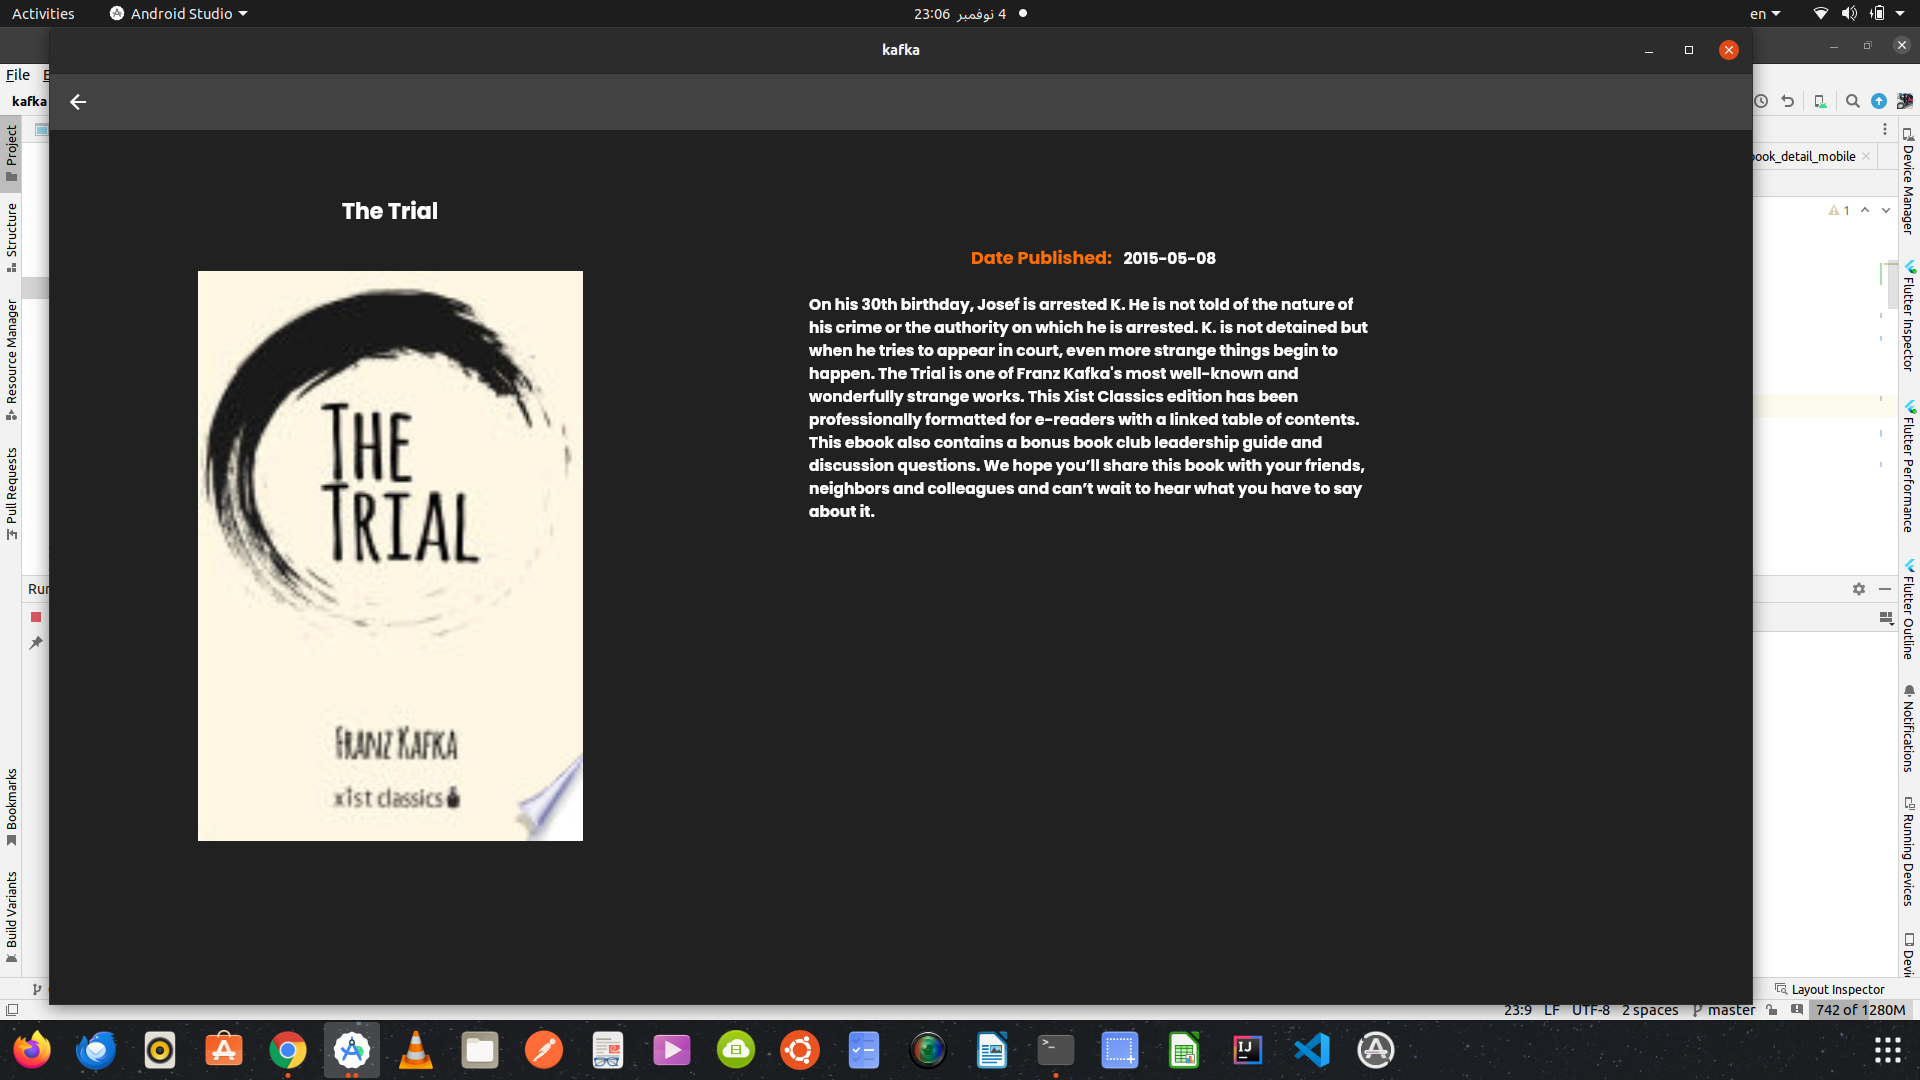 Activities
Android Studio
23:06 4 نوفمبر
en
kafka
File
kafka
Project
Structure
Resource Manager
Pull Requests
Bookmarks
Build Variants
Run
The Trial
THE
TRIAL
FRANZ KAFKA
x1st classics
Date Published: 2015-05-08
On his 30th birthday, Josef is arrested K. He is not told of the nature of
his crime or the authority on which he is arrested. K. is not detained but
when he tries to appear in court, even more strange things begin to
happen. The Trial is one of Franz Kafka's most well-known and
wonderfully strange works. This Xist Classics edition has been
professionally formatted for e-readers with a linked table of contents.
This ebook also contains a bonus book club leadership guide and
discussion questions. We hope you’ll share this book with your friends,
neighbors and colleagues and can’t wait to hear what you have to say
about it.
book_detail_mobile
1
Device Manager
Flutter Inspector
Flutter Performance
Flutter Outline
Notifications
Running Devices
Layout Inspector
23:9 LF UTF-8 2 spaces master 742 of 1280M